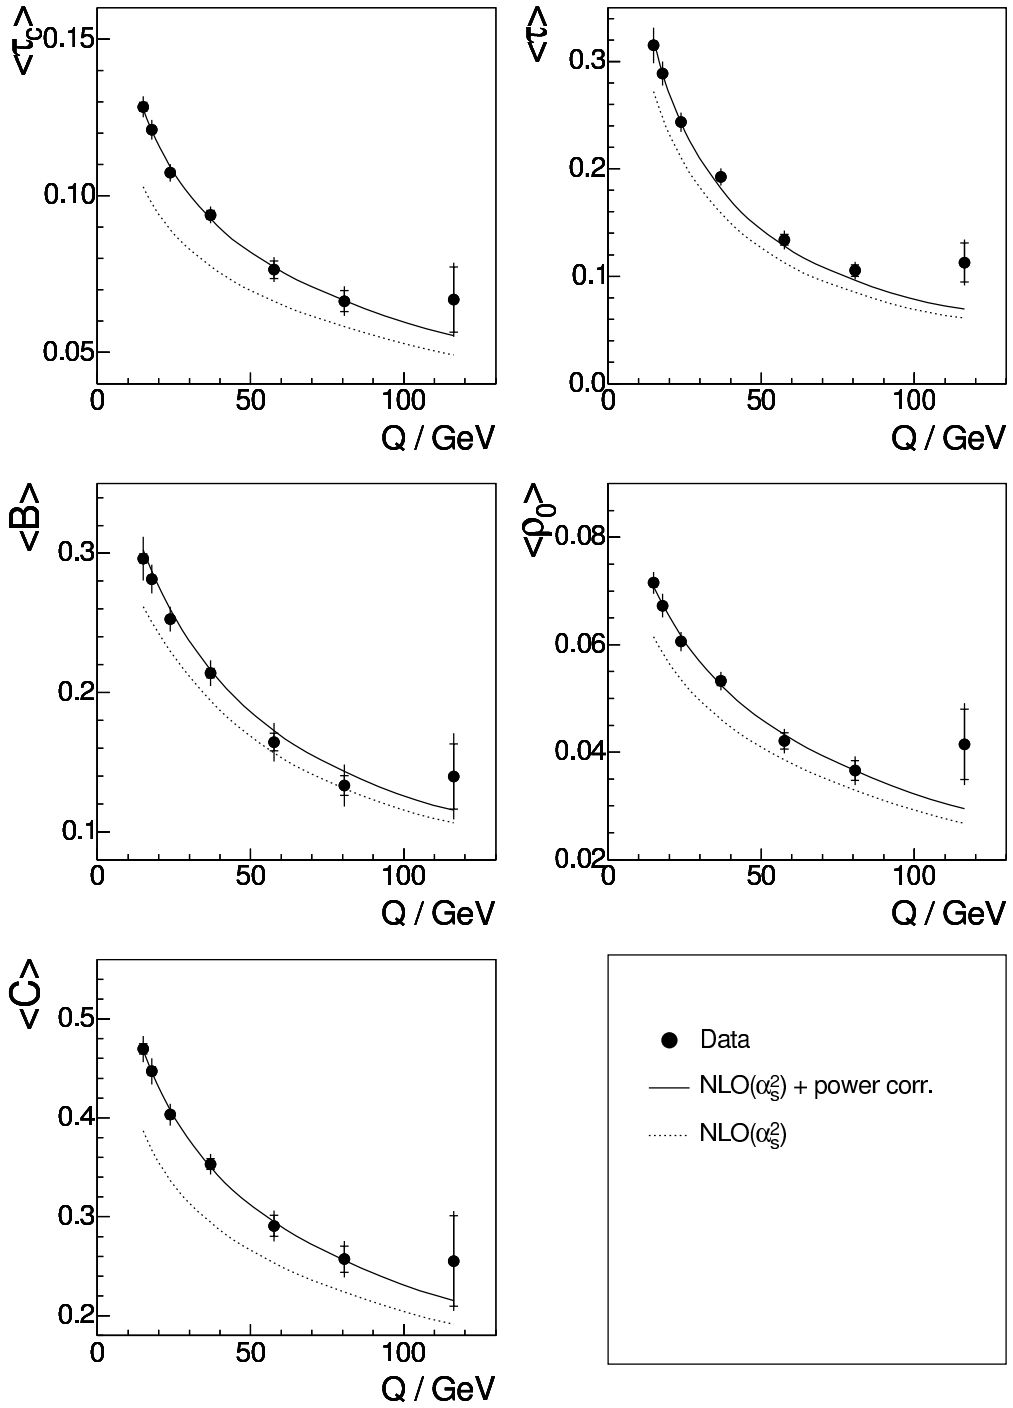 <τc>
0.15
0.10
0.05
0
50
100
Q / GeV
<τ>
0.3
0.2
0.1
0.0
0
50
100
Q / GeV
<B>
0.3
0.2
0.1
0
50
100
Q / GeV
<ρ0>
0.08
0.06
0.04
0.02
0
50
100
Q / GeV
<C>
0.5
0.4
0.3
0.2
0
50
100
Q / GeV
Data
NLO(αs²) + power corr.
NLO(αs²)